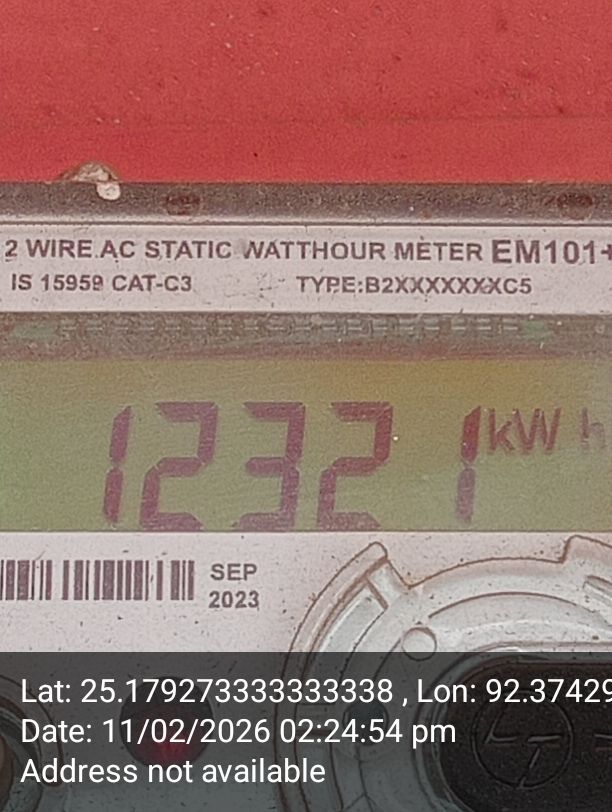 2 WIRE AC STATIC WATTHOUR METER EM101+
IS 15959 CAT-C3 TYPE:B2XXXXXXXC5
12321 kWh
SEP
2023
Lat: 25.179273333333338 , Lon: 92.37429
Date: 11/02/2026 02:24:54 pm
Address not available